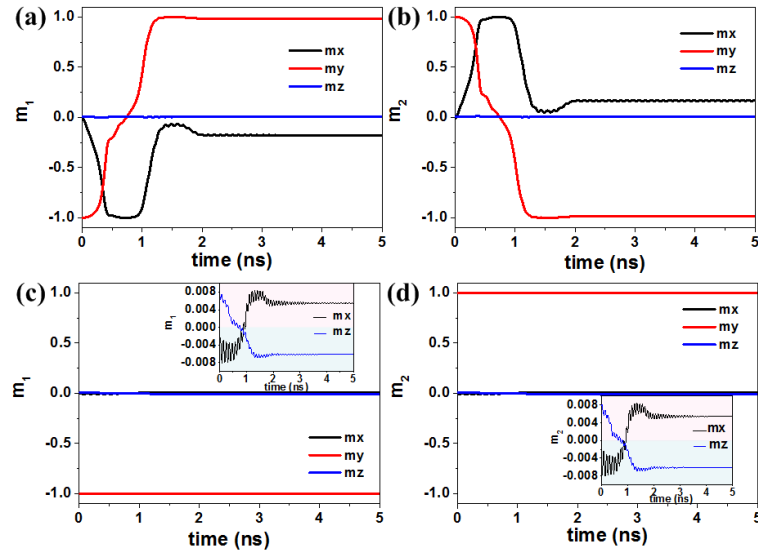 (a)
1.0
0.5
0.0
-0.5
-1.0
m1
mx
my
mz
0 1 2 3 4 5
time (ns)
(b)
1.0
0.5
0.0
-0.5
-1.0
m2
mx
my
mz
0 1 2 3 4 5
time (ns)
(c)
1.0
0.5
0.0
-0.5
-1.0
m1
0.008
0.004
0.000
-0.004
-0.008
m1
mx
mz
0 1 2 3 4 5
time (ns)
mx
my
mz
0 1 2 3 4 5
time (ns)
(d)
1.0
0.5
0.0
-0.5
-1.0
m2
mx
my
mz
0.008
0.004
0.000
-0.004
-0.008
m2
mx
mz
0 1 2 3 4 5
time (ns)
0 1 2 3 4 5
time (ns)